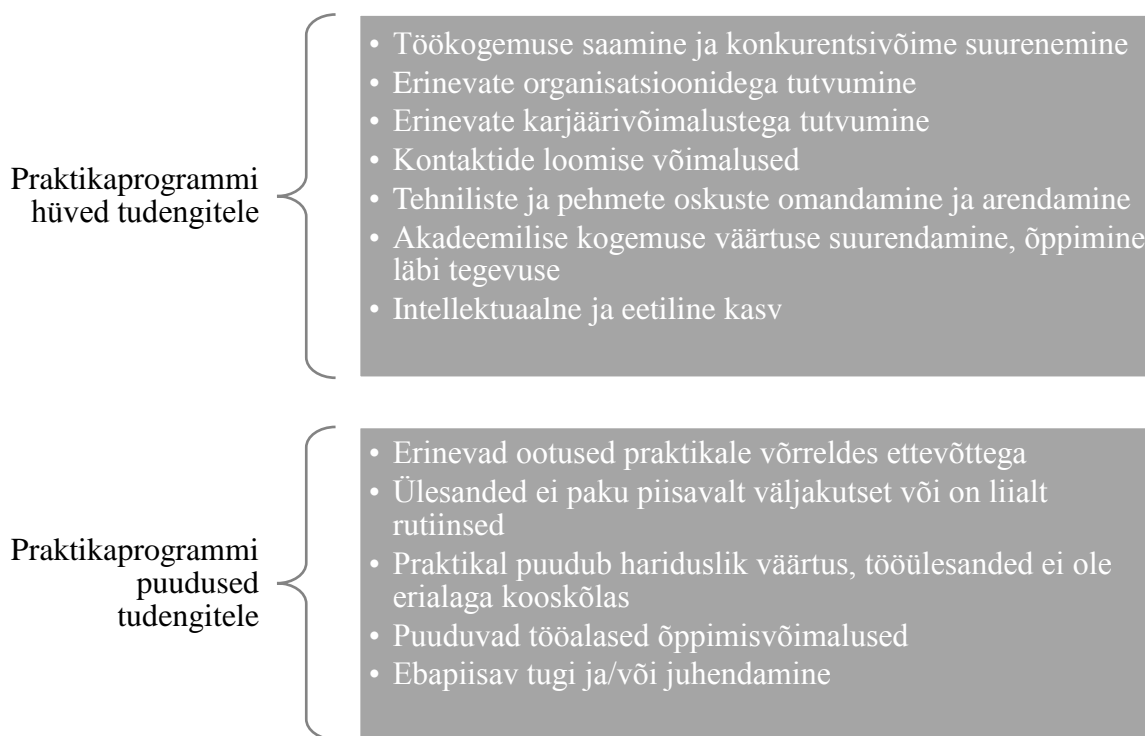 Praktikaprogrammi
hüved tudengitele
• Töökogemuse saamine ja konkurentsivõime suurenemine
• Erinevate organisatsioonidega tutvumine
• Erinevate karjäärivõimalustega tutvumine
• Kontaktide loomise võimalused
• Tehniliste ja pehmete oskuste omandamine ja arendamine
• Akadeemilise kogemuse väärtuse suurendamine, õppimine
läbi tegevuse
• Intellektuaalne ja eetiline kasv
Praktikaprogrammi
puudused
tudengitele
• Erinevad ootused praktikale võrreldes ettevõttega
• Ülesanded ei paku piisavalt väljakutset või on liialt
rutiinsed
• Praktikal puudub hariduslik väärtus, tööülesanded ei ole
erialaga kooskõlas
• Puuduvad tööalased õppimisvõimalused
• Ebapiisav tugi ja/või juhendamine